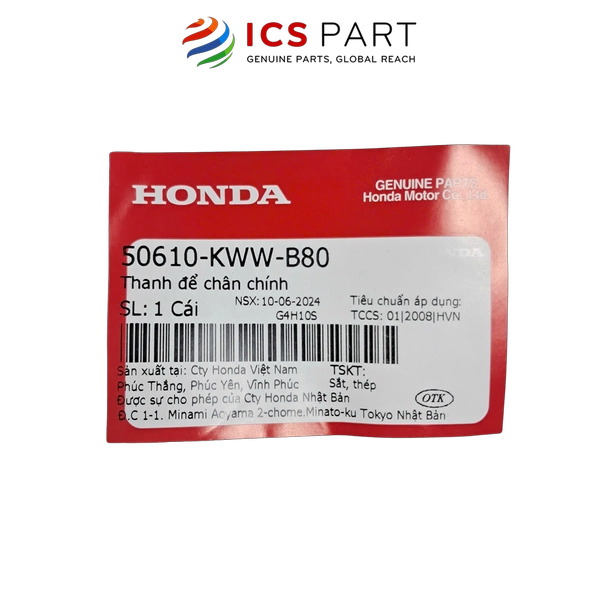 ICS PART
GENUINE PARTS, GLOBAL REACH
HONDA
GENUINE PARTS
Honda Motor Co.
50610-KWW-B80
Thanh để chân chính
SL: 1 Cái
NSX: 10-06-2024
G4H10S
Tiêu chuẩn áp dụng:
TCCS: 01|2008|HVN
Sản xuất tại: Cty Honda Việt Nam
Phúc Thắng, Phúc Yên, Vĩnh Phúc
TSKT:
Sắt, thép
Được sự cho phép của Cty Honda Nhật Bản
Đ.C 1-1. Minami Aoyama 2-chome.Minato-ku Tokyo Nhật Bản
OTK